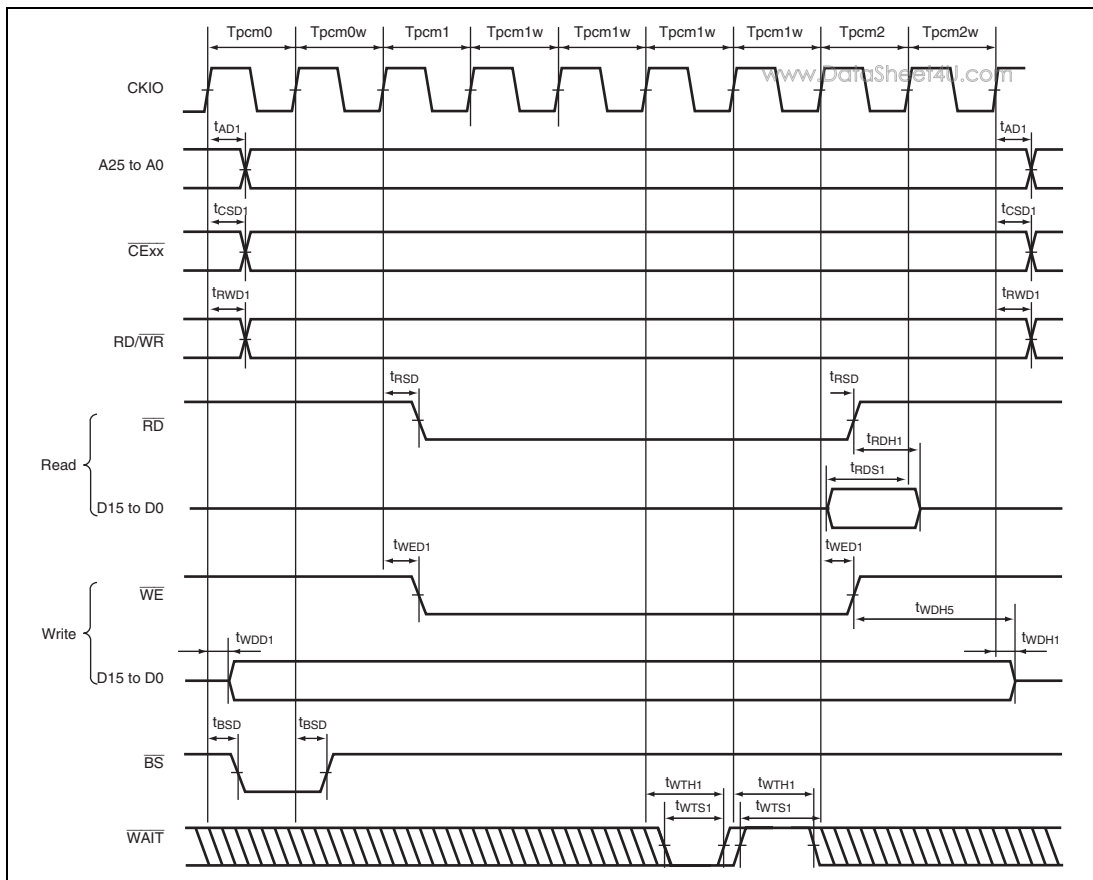 Tpcm0 Tpcm0w Tpcm1 Tpcm1w Tpcm1w Tpcm1w Tpcm1w Tpcm2 Tpcm2w
www.DataSheet4U.com
CKIO
tAD1 tAD1
A25 to A0
tCSD1 tCSD1
CExx
tRWD1 tRWD1
RD/WR
tRSD tRSD
RD
tRDH1
Read
tRDS1
D15 to D0
tWED1 tWED1
WE
tWDH5
Write
tWDD1 tWDH1
D15 to D0
tBSD tBSD
BS
tWTH1 tWTH1
tWTS1 tWTS1
WAIT